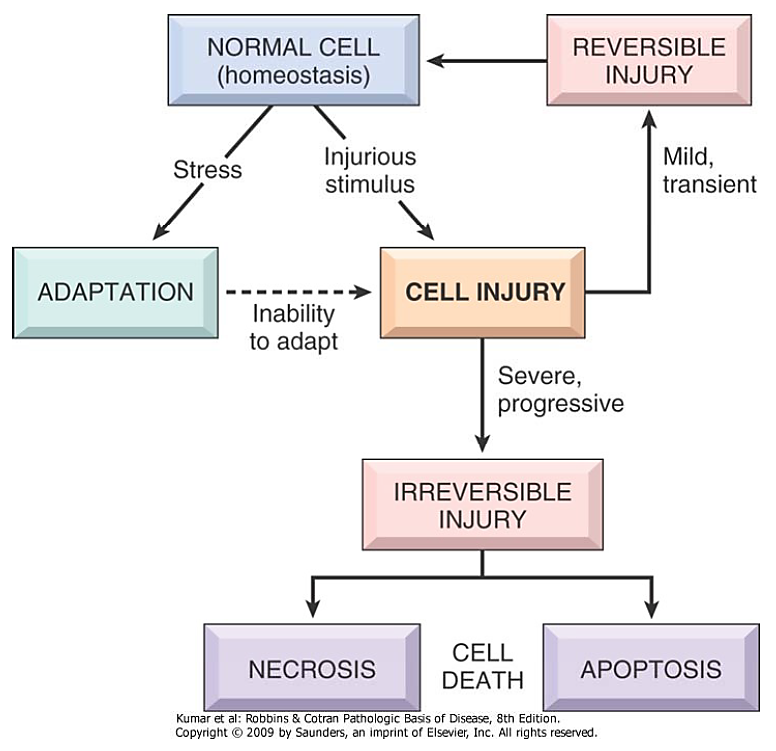 NORMAL CELL
(homeostasis)
REVERSIBLE
INJURY
Stress
Injurious
stimulus
Mild,
transient
ADAPTATION
Inability
to adapt
CELL INJURY
Severe,
progressive
IRREVERSIBLE
INJURY
NECROSIS
CELL
DEATH
APOPTOSIS
Kumar et al: Robbins & Cotran Pathologic Basis of Disease, 8th Edition.
Copyright © 2009 by Saunders, an imprint of Elsevier, Inc. All rights reserved.